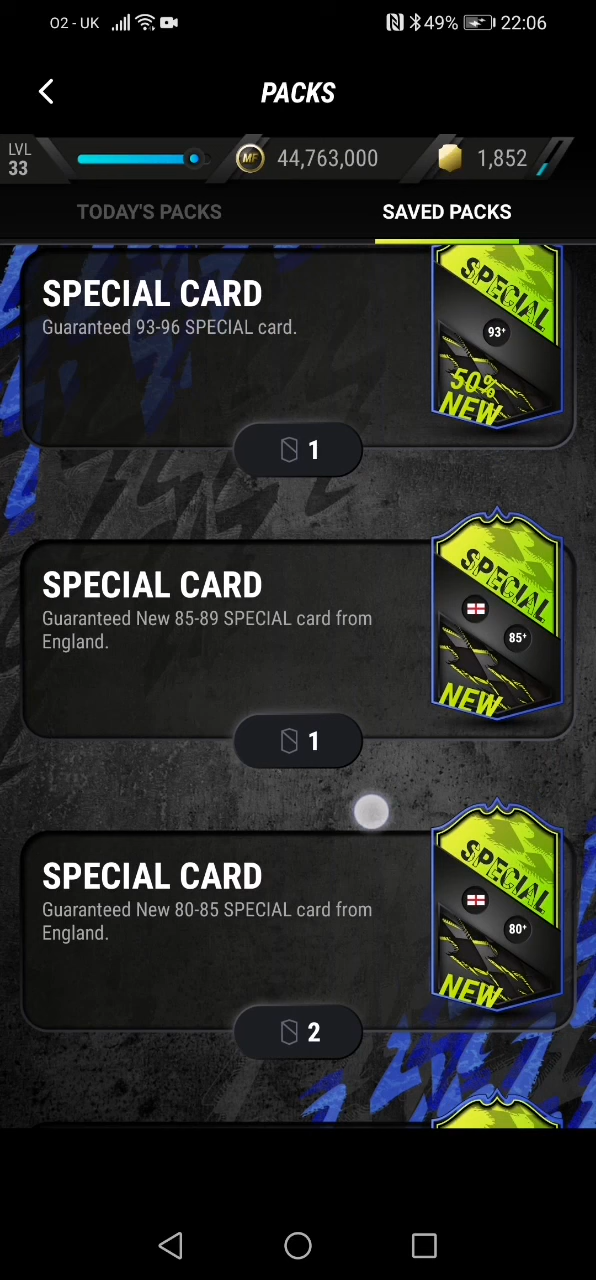 O2 - UK 49% 22:06
PACKS
LVL
33
MF 44,763,000 1,852
TODAY'S PACKS SAVED PACKS
SPECIAL CARD
Guaranteed 93-96 SPECIAL card.
SPECIAL
93+
50%
NEW
1
SPECIAL CARD
Guaranteed New 85-89 SPECIAL card from
England.
SPECIAL
85+
NEW
1
SPECIAL CARD
Guaranteed New 80-85 SPECIAL card from
England.
SPECIAL
80+
NEW
2